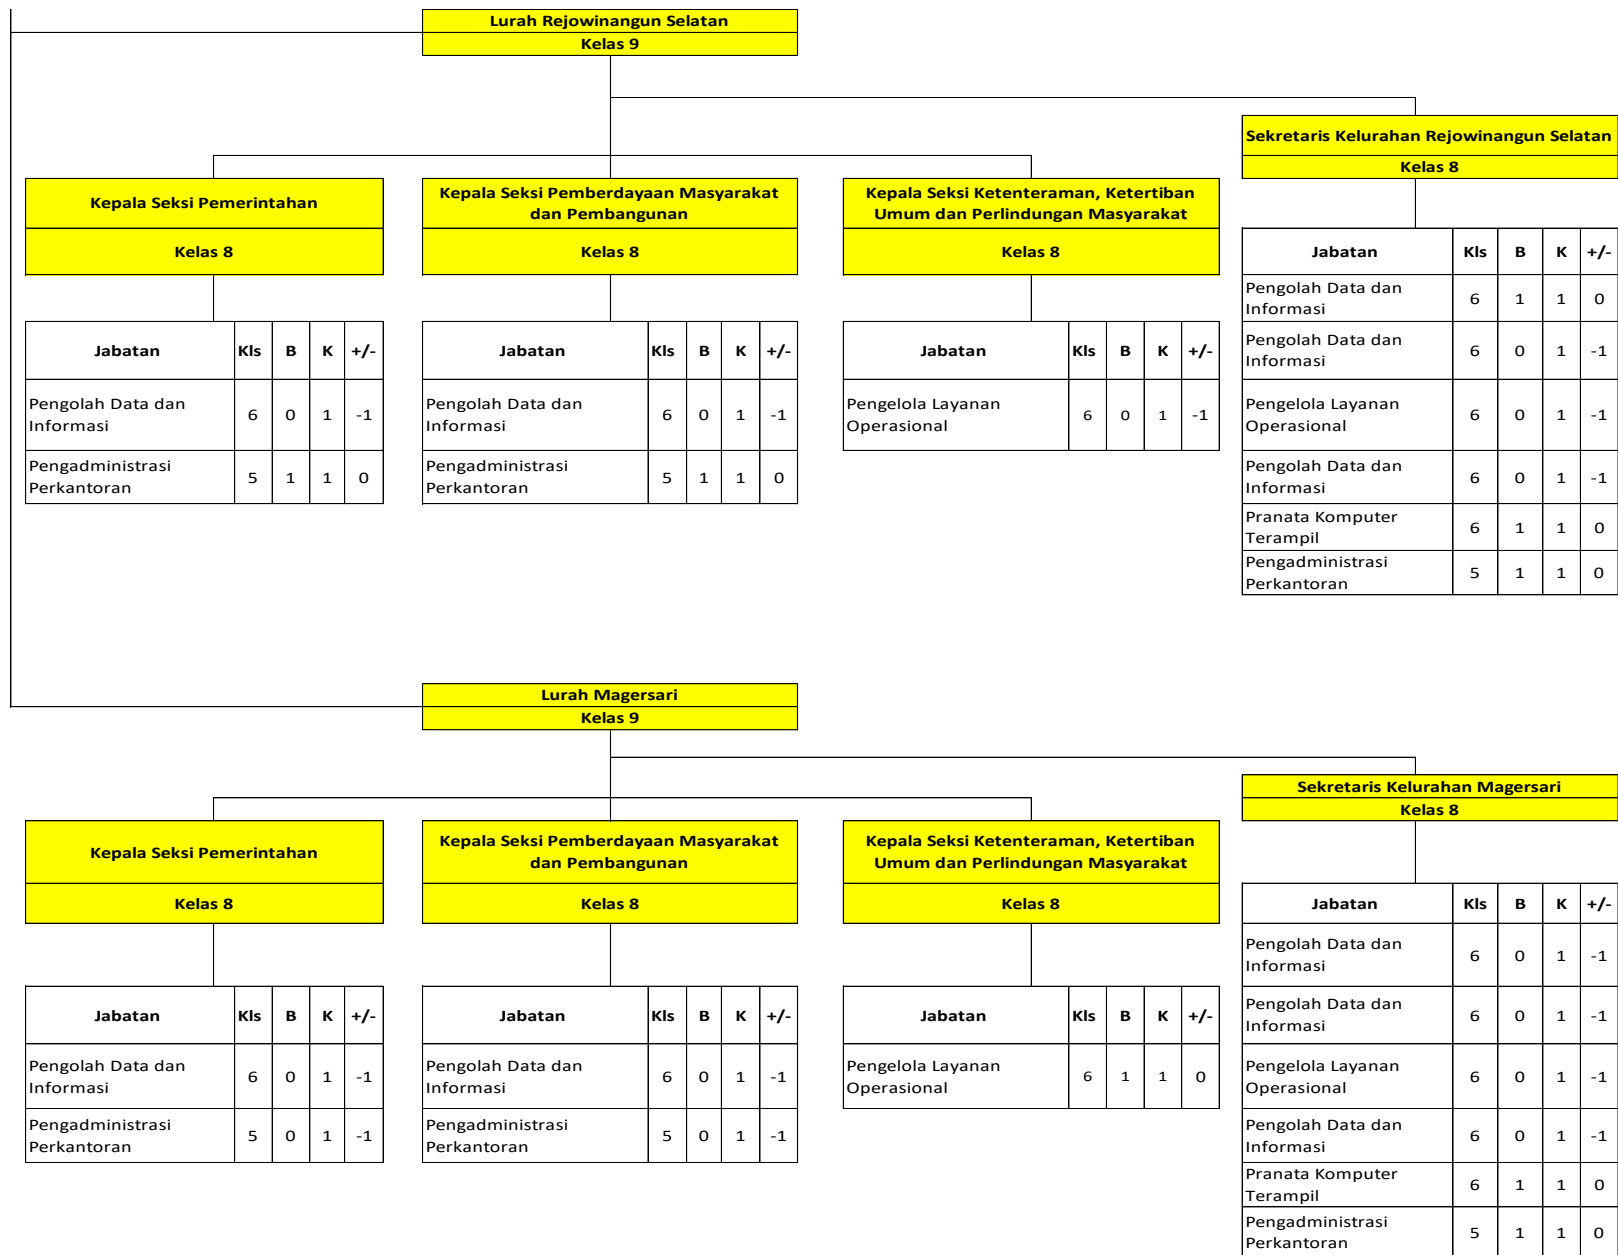 Lurah Rejowinangun Selatan
Kelas 9
Sekretaris Kelurahan Rejowinangun Selatan
Kelas 8
Kepala Seksi Pemerintahan
Kelas 8
Kepala Seksi Pemberdayaan Masyarakat
dan Pembangunan
Kelas 8
Kepala Seksi Ketenteraman, Ketertiban
Umum dan Perlindungan Masyarakat
Kelas 8
Jabatan Kls B K +/-
Pengolah Data dan
Informasi 6 0 1 -1
Pengadministrasi
Perkantoran 5 1 1 0
Jabatan Kls B K +/-
Pengolah Data dan
Informasi 6 0 1 -1
Pengadministrasi
Perkantoran 5 1 1 0
Jabatan Kls B K +/-
Pengelola Layanan
Operasional 6 0 1 -1
Jabatan Kls B K +/-
Pengolah Data dan
Informasi 6 1 1 0
Pengolah Data dan
Informasi 6 0 1 -1
Pengelola Layanan
Operasional 6 0 1 -1
Pengolah Data dan
Informasi 6 0 1 -1
Pranata Komputer
Terampil 6 1 1 0
Pengadministrasi
Perkantoran 5 1 1 0
Lurah Magersari
Kelas 9
Sekretaris Kelurahan Magersari
Kelas 8
Kepala Seksi Pemerintahan
Kelas 8
Kepala Seksi Pemberdayaan Masyarakat
dan Pembangunan
Kelas 8
Kepala Seksi Ketenteraman, Ketertiban
Umum dan Perlindungan Masyarakat
Kelas 8
Jabatan Kls B K +/-
Pengolah Data dan
Informasi 6 0 1 -1
Pengadministrasi
Perkantoran 5 0 1 -1
Jabatan Kls B K +/-
Pengolah Data dan
Informasi 6 0 1 -1
Pengadministrasi
Perkantoran 5 0 1 -1
Jabatan Kls B K +/-
Pengelola Layanan
Operasional 6 1 1 0
Jabatan Kls B K +/-
Pengolah Data dan
Informasi 6 0 1 -1
Pengolah Data dan
Informasi 6 0 1 -1
Pengelola Layanan
Operasional 6 0 1 -1
Pengolah Data dan
Informasi 6 0 1 -1
Pranata Komputer
Terampil 6 1 1 0
Pengadministrasi
Perkantoran 5 1 1 0